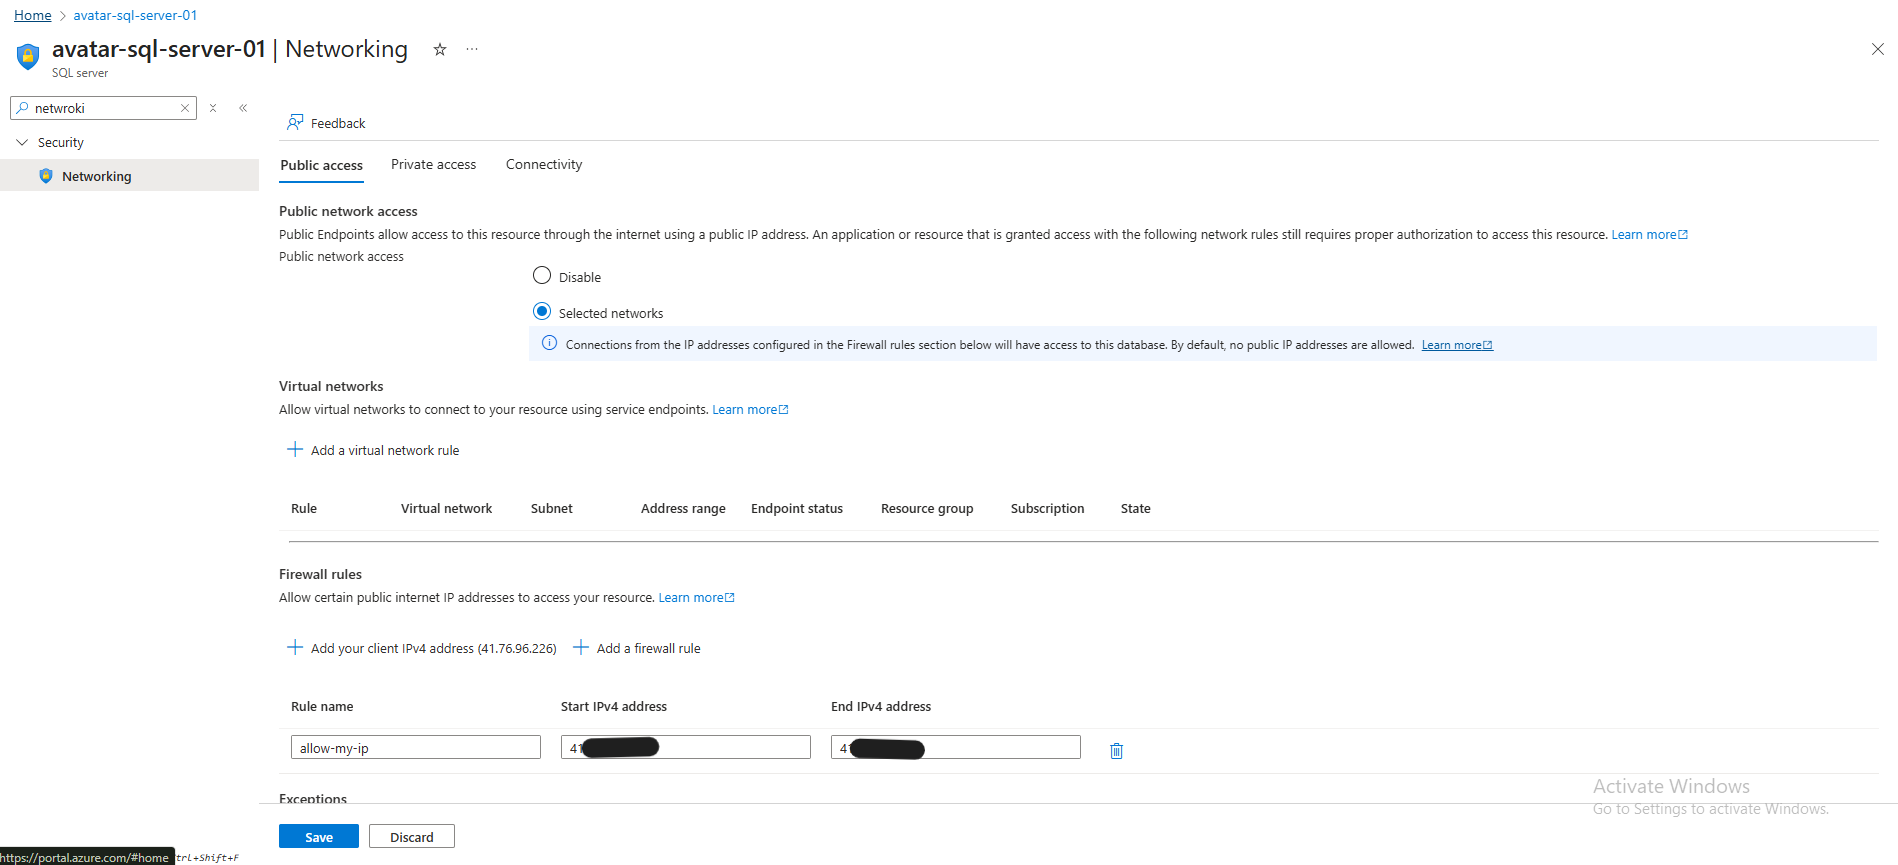 Home > avatar-sql-server-01
avatar-sql-server-01 | Networking
SQL server
netwroki
Security
Networking
Feedback
Public access Private access Connectivity
Public network access
Public Endpoints allow access to this resource through the internet using a public IP address. An application or resource that is granted access with the following network rules still requires proper authorization to access this resource. Learn more
Public network access
Disable
Selected networks
Connections from the IP addresses configured in the Firewall rules section below will have access to this database. By default, no public IP addresses are allowed. Learn more
Virtual networks
Allow virtual networks to connect to your resource using service endpoints. Learn more
Add a virtual network rule
Rule Virtual network Subnet Address range Endpoint status Resource group Subscription State
Firewall rules
Allow certain public internet IP addresses to access your resource. Learn more
Add your client IPv4 address (41.76.96.226) Add a firewall rule
Rule name Start IPv4 address End IPv4 address
allow-my-ip 41 41
Exceptions
Activate Windows
Go to Settings to activate Windows.
Save Discard
https://portal.azure.com/#home trl+Shift+F